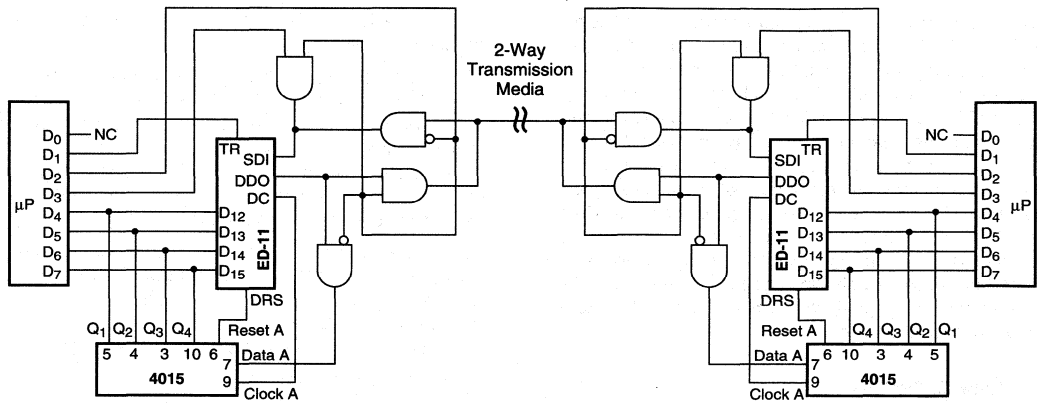 2-Way
Transmission
Media
μP
D0
D1
D2
D3
D4
D5
D6
D7
NC
TR
SDI
DDO
DC
D12
D13
D14
D15
ED-11
DRS
Reset A
Q1 Q2 Q3 Q4
5 4 3 10 6
Data A
7
9
4015
Clock A
NC
D0
D1
D2
D3
D4
D5
D6
D7
μP
TR
SDI
DDO
DC
D12
D13
D14
D15
ED-11
DRS
Reset A
Q4 Q3 Q2 Q1
6 10 3 4 5
Data A
7
9
4015
Clock A